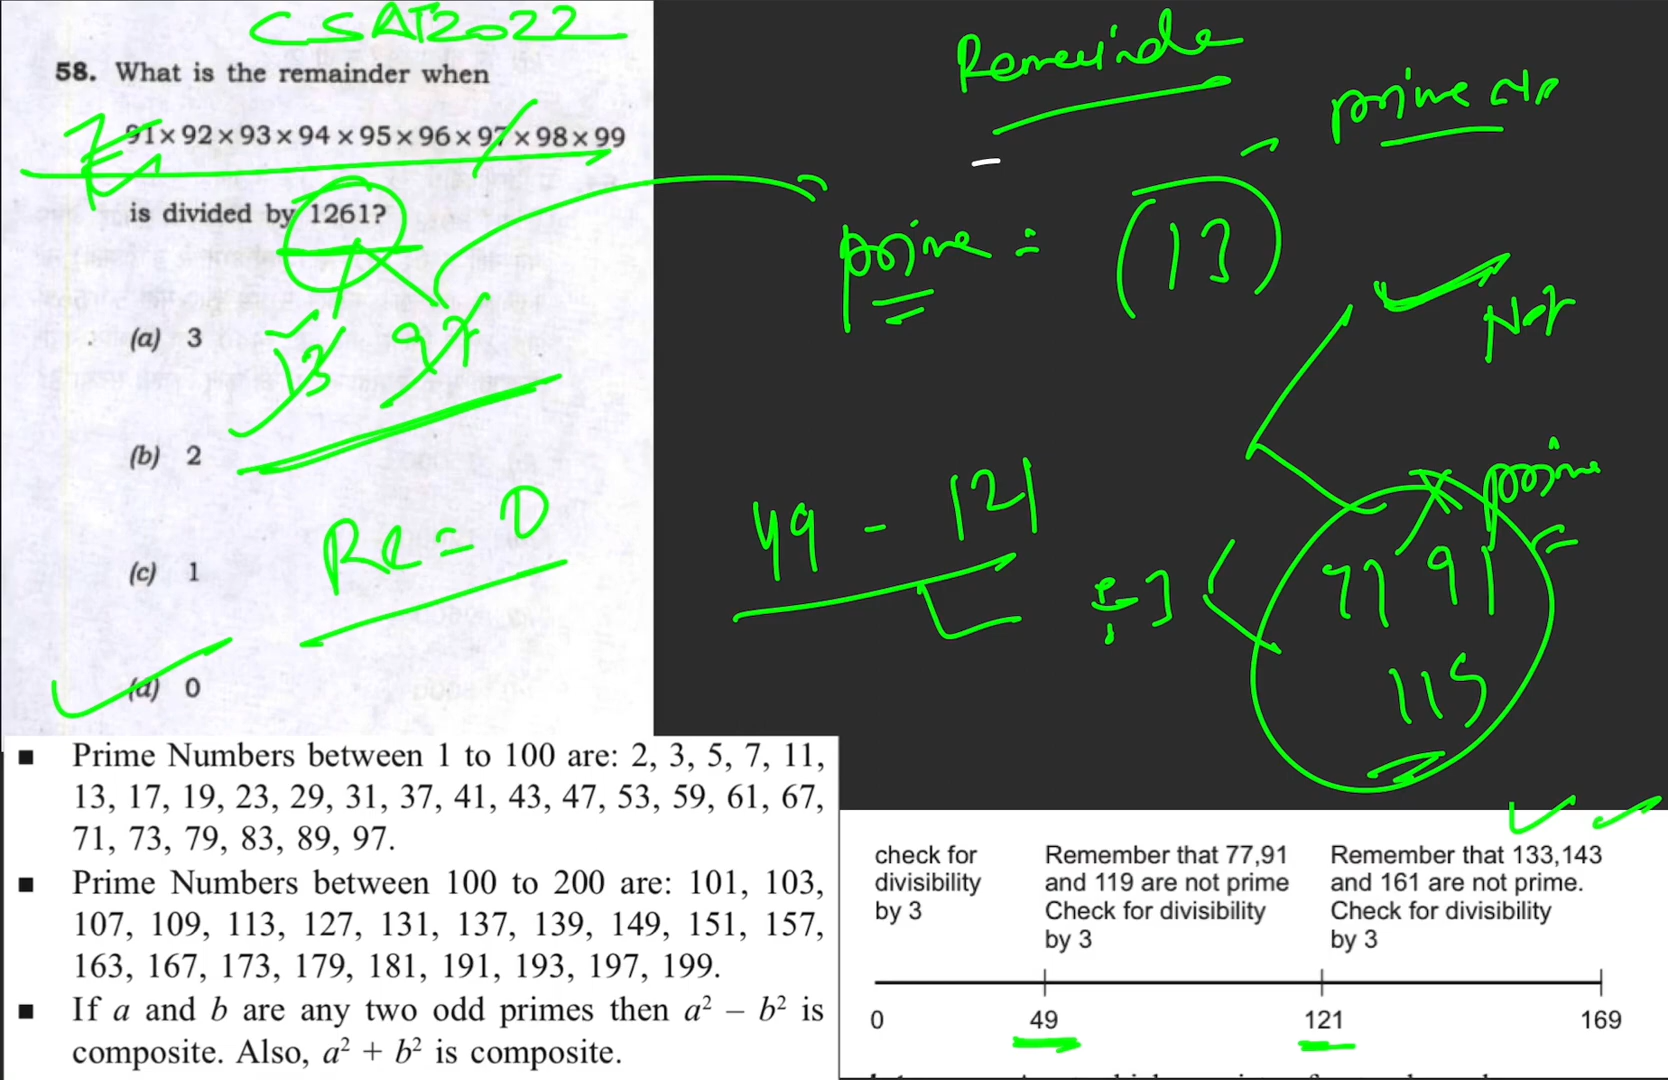 CSAT2022
58. What is the remainder when
91×92×93×94×95×96×97×98×99
is divided by 1261?
(a) 3
(b) 2
(c) 1
(d) 0
13 97
Re = 0
prime No
prime = 13
Not
prime
49 - 121
÷3
77 91
115
■ Prime Numbers between 1 to 100 are: 2, 3, 5, 7, 11,
13, 17, 19, 23, 29, 31, 37, 41, 43, 47, 53, 59, 61, 67,
71, 73, 79, 83, 89, 97.
■ Prime Numbers between 100 to 200 are: 101, 103,
107, 109, 113, 127, 131, 137, 139, 149, 151, 157,
163, 167, 173, 179, 181, 191, 193, 197, 199.
■ If a and b are any two odd primes then a² – b² is
composite. Also, a² + b² is composite.
check for
divisibility
by 3
Remember that 77,91
and 119 are not prime
Check for divisibility
by 3
Remember that 133,143
and 161 are not prime.
Check for divisibility
by 3
0 49 121 169